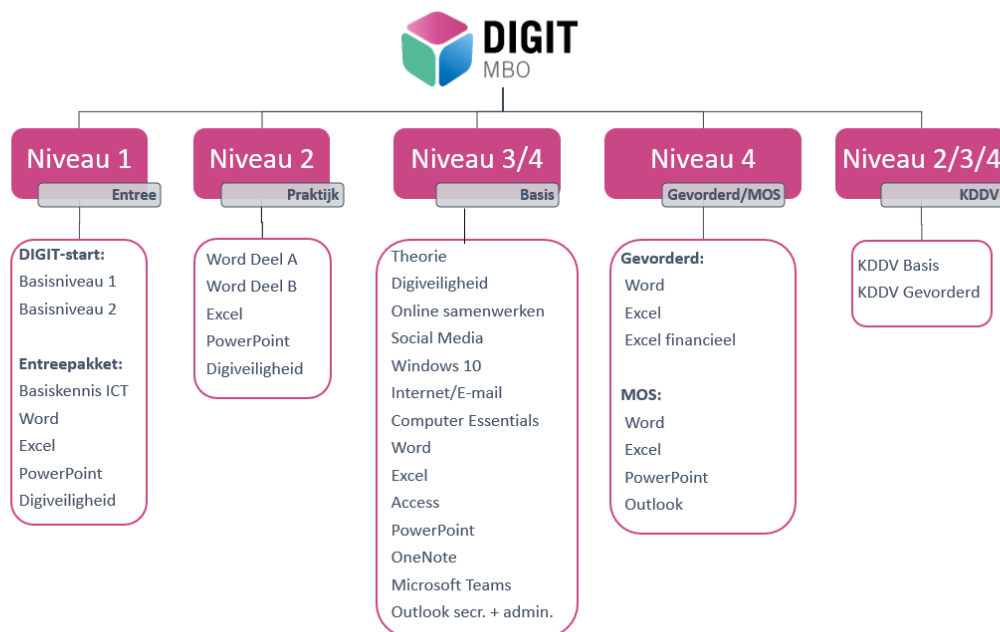 DIGIT
MBO
Niveau 1
Entree
DIGIT-start:
Basisniveau 1
Basisniveau 2
Entreepakket:
Basiskennis ICT
Word
Excel
PowerPoint
Digiveiligheid
Niveau 2
Praktijk
Word Deel A
Word Deel B
Excel
PowerPoint
Digiveiligheid
Niveau 3/4
Basis
Theorie
Digiveiligheid
Online samenwerken
Social Media
Windows 10
Internet/E-mail
Computer Essentials
Word
Excel
Access
PowerPoint
OneNote
Microsoft Teams
Outlook secr. + admin.
Niveau 4
Gevorderd/MOS
Gevorderd:
Word
Excel
Excel financieel
MOS:
Word
Excel
PowerPoint
Outlook
Niveau 2/3/4
KDDV
KDDV Basis
KDDV Gevorderd